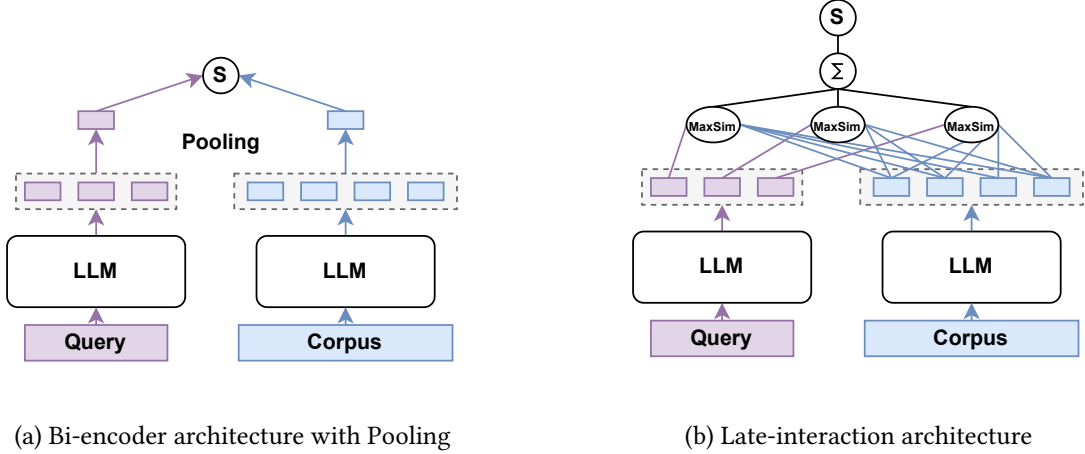 S
Pooling
LLM
LLM
Query
Corpus
(a) Bi-encoder architecture with Pooling
S
Σ
MaxSim
MaxSim
MaxSim
LLM
LLM
Query
Corpus
(b) Late-interaction architecture